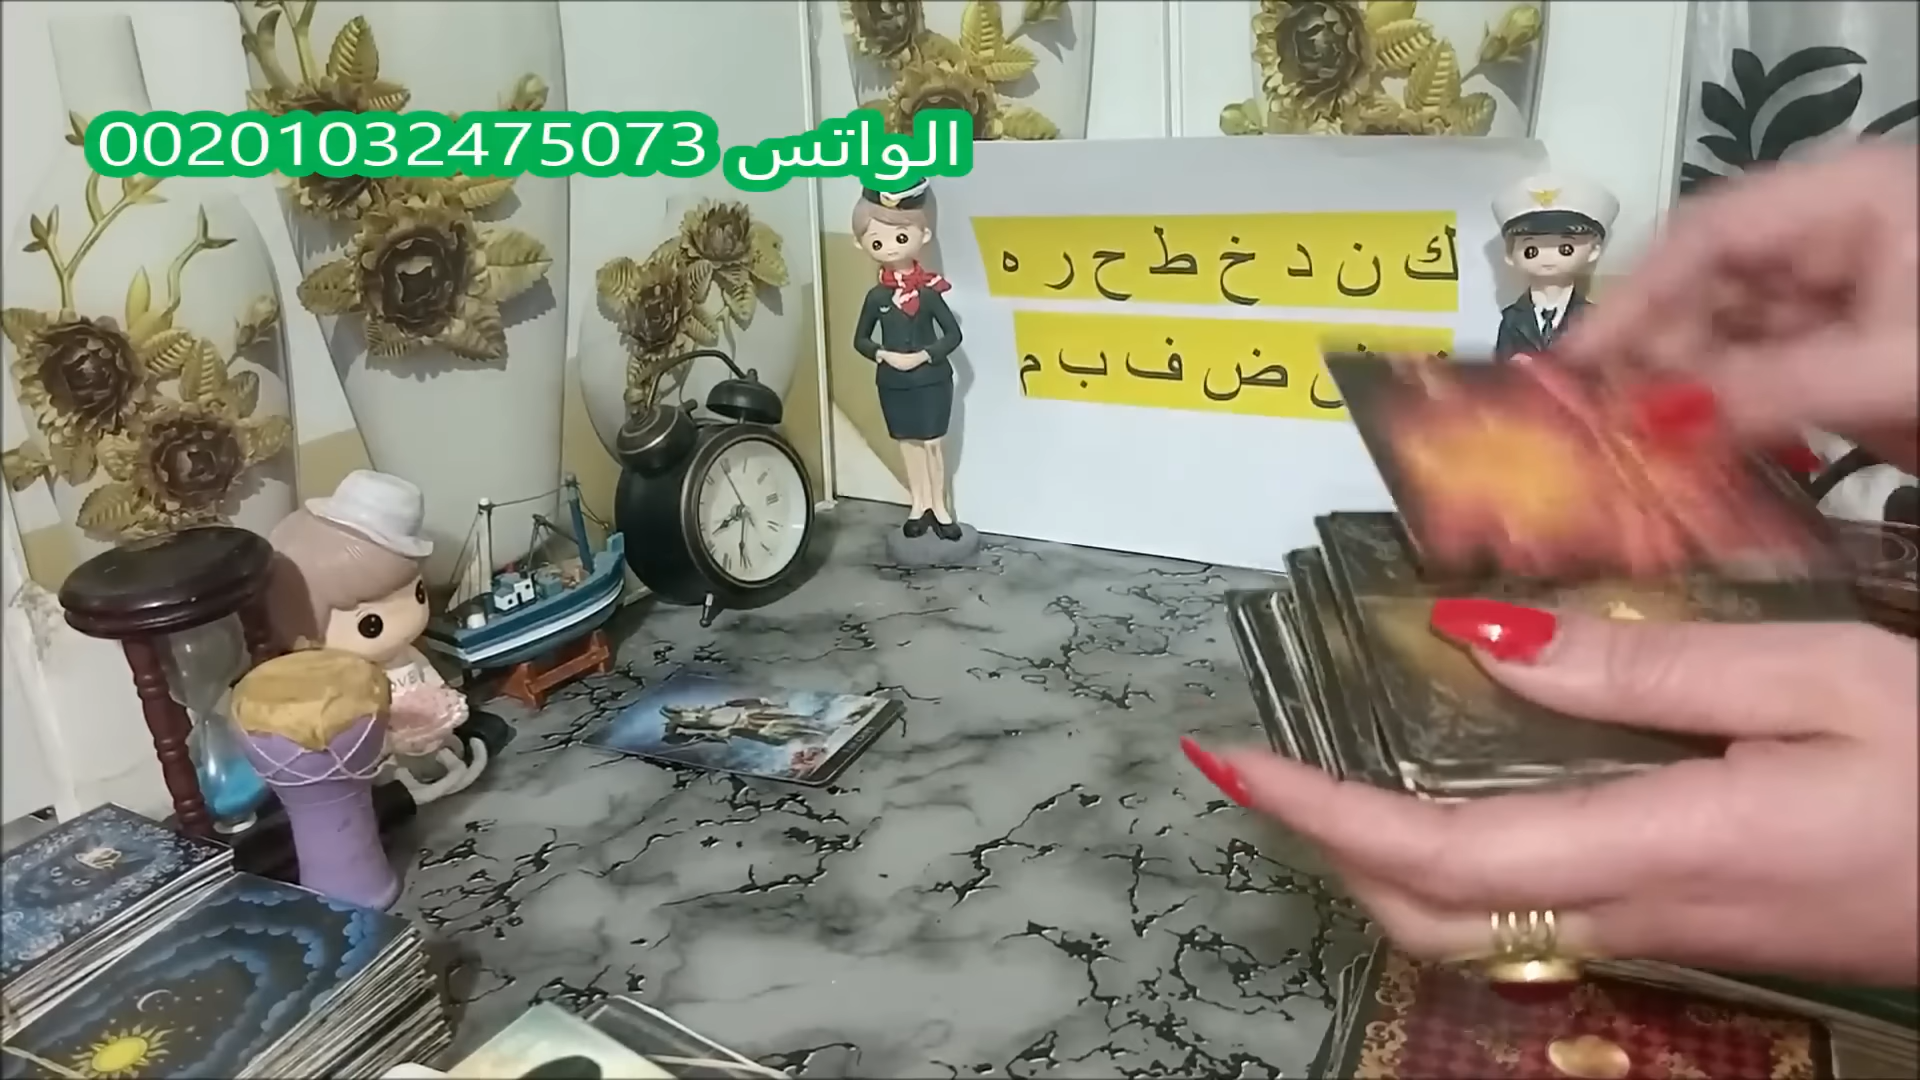 الواتس 00201032475073
ك ن د خ ط ح ر ه
ض ف ب م